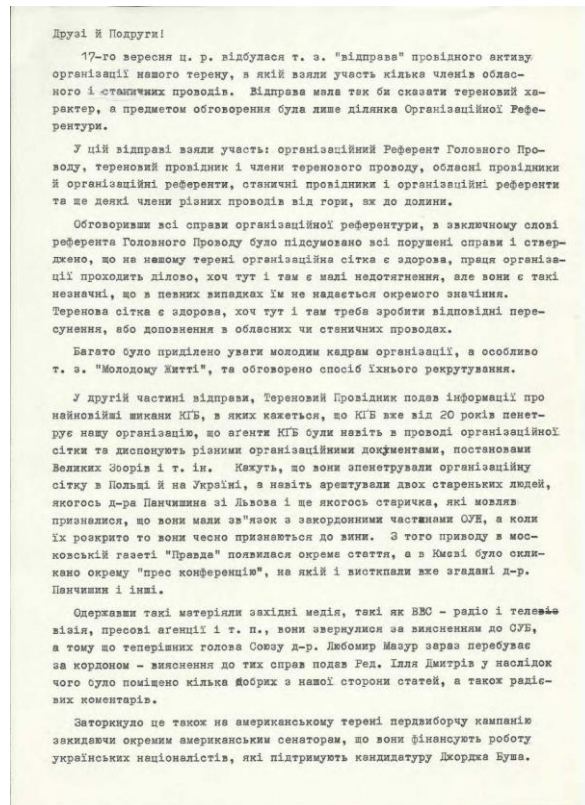 Друзі й Подруги!
17-го вересня ц. р. відбулася т. з. "відправа" провідного активу
організації нашого терену, в якій взяли участь кілька членів облас-
ного і станичних проводів. Відправа мала так би сказати тереновий ха-
рактер, а предметом обговорення була лише ділянка Організаційної Рефе-
рентури.
У цій відправі взяли участь: організаційний Референт Головного Про-
воду, тереновий провідник і члени теренового проводу, обласні провідники
й організаційні референти, станичні провідники і організаційні референти
та ще деякі члени різних проводів від гори, аж до долини.
Обговоривши всі справи організаційної референтури, в заключному слові
референта Головного Проводу було підсумовано всі порушені справи і ствер-
джено, що на нашому терені організаційна сітка є здорова, праця організа-
ції проходить ділово, хоч тут і там є малі недотягнення, але вони є такі
незначні, що в певних випадках їм не надається окремого значіння.
Теренова сітка є здорова, хоч тут і там треба зробити відповідні пере-
сунення, або доповнення в обласних чи станичних проводах.
Багато було приділено уваги молодим кадрам організації, а особливо
т. з. "Молодому Житті", та обговорено спосіб їхнього рекрутування.
У другій частині відправи, Тереновий Провідник подав інформації про
найновійші шикани КҐБ, в яких кажеться, що КҐБ вже від 20 років пенет-
рує нашу організацію, що аґенти КҐБ були навіть в проводі організаційної
сітки та диспонують різними організаційними документами, постановами
Великих Зборів і т. ін. Кажуть, що вони зпенетрували організаційну
сітку в Польщі й на Україні, а навіть арештували двох стареньких людей,
якогось д-ра Панчишина зі Львова і ще якогось старичка, які мовляв
призналися, що вони мали зв"язок з закордонними частинами ОУН, а коли
їх розкрито то вони чесно признаються до вини. З того приводу в мос-
ковській газеті "Правда" появилася окреме стаття, а в Києві було скли-
кано окрему "прес конференцію", на якій і висткпали вже згадані д-р.
Панчишин і інші.
Одержавши такі матеріяли західні медія, такі як ВВС - радіо і телевіз
візія, пресові аґенції і т. п., вони звернулися за виясненням до СУБ,
а тому що теперішних голова Союзу д-р. Любомир Мазур зараз перебуває
за кордоном - вияснення до тих справ подав Ред. Ілля Дмитрів у наслідок
чого було поміщено кілька добрих з нашої сторони статей, а також радіє-
вих коментарів.
Заторкнуло це також на американському терені пердвиборчу кампанію
закидаючи окремим американським сенаторам, що вони фінансують роботу
українських націоналістів, які підтримують кандидатуру Джорджа Буша.